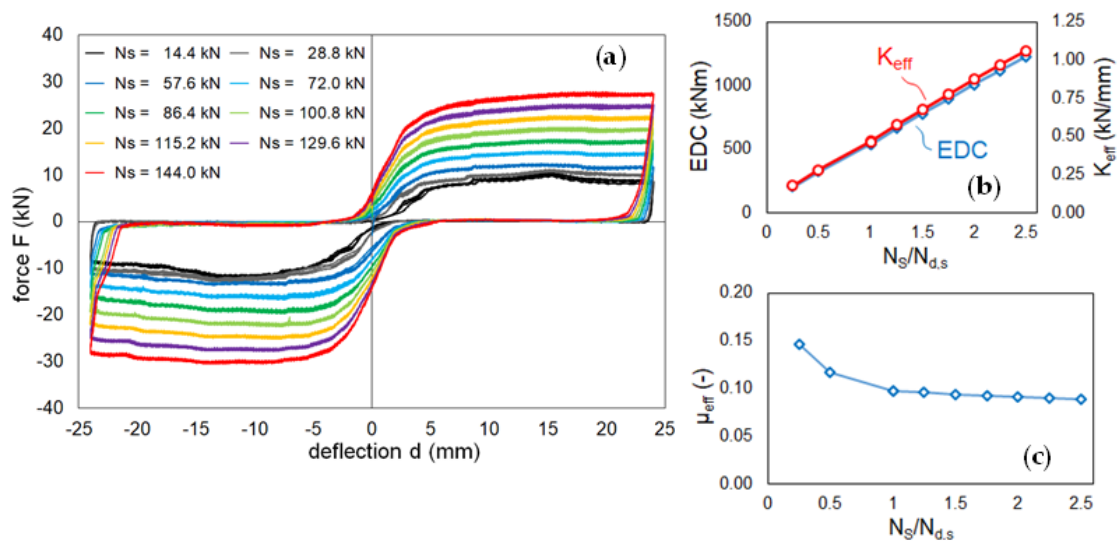 40
30
20
10
0
-10
-20
-30
-40
force F (kN)
Ns = 14.4 kN
Ns = 28.8 kN
Ns = 57.6 kN
Ns = 72.0 kN
Ns = 86.4 kN
Ns = 100.8 kN
Ns = 115.2 kN
Ns = 129.6 kN
Ns = 144.0 kN
(a)
-25 -20 -15 -10 -5 0 5 10 15 20 25
deflection d (mm)
1500
1000
500
0
EDC (kNm)
Keff
EDC
(b)
1.25
1.00
0.75
0.50
0.25
0.00
Keff (kN/mm)
0 0.5 1 1.5 2 2.5
NS/Nd,s
0.20
0.15
0.10
0.05
0.00
μeff (-)
(c)
0 0.5 1 1.5 2 2.5
NS/Nd,s